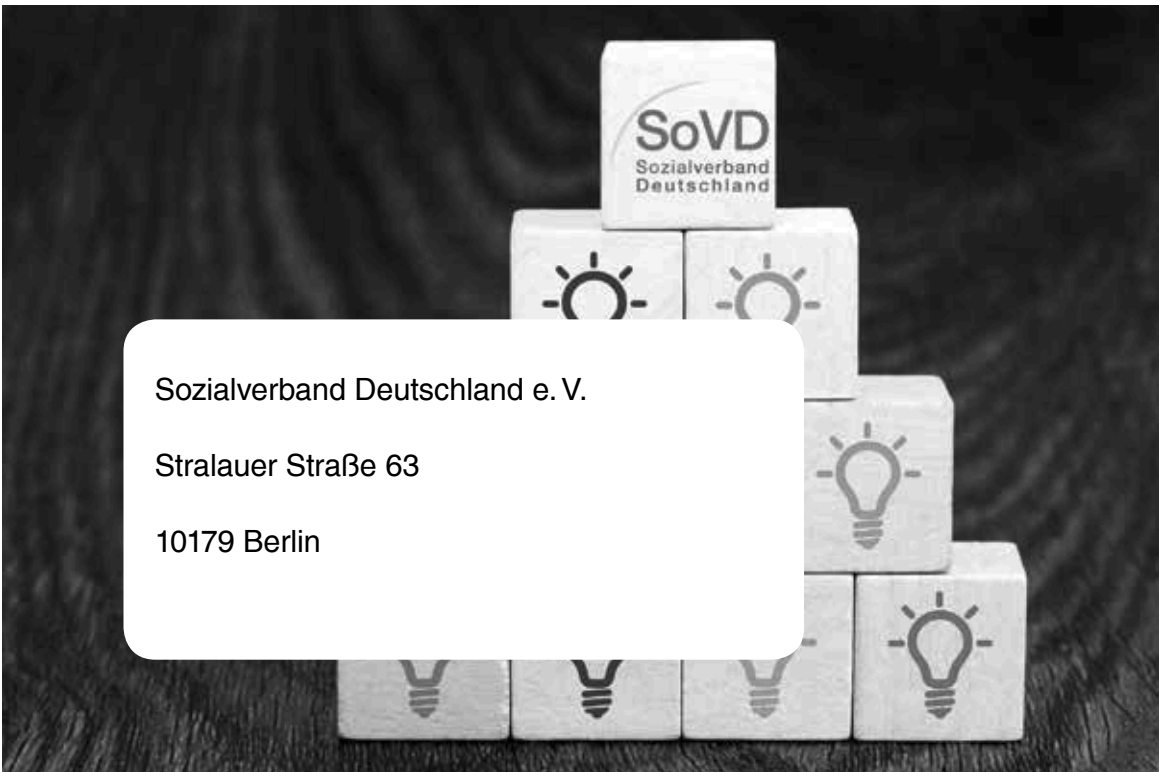 SoVD
Sozialverband
Deutschland
Sozialverband Deutschland e. V.
Stralauer Straße 63
10179 Berlin